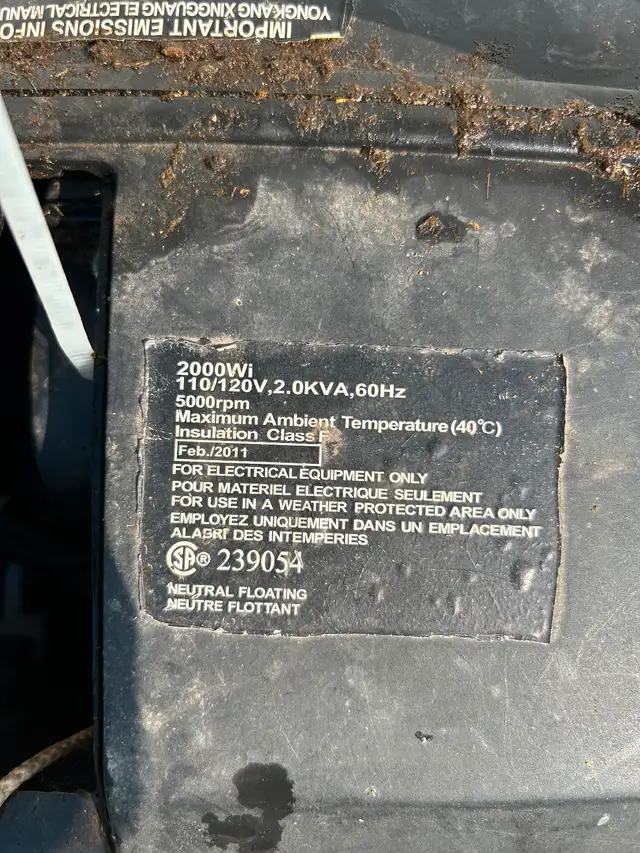 IMPORTANT EMISSIONS INFO
YONGKANG XINGGUANG ELECTRICAL MANU
2000Wi
110/120V,2.0KVA,60Hz
5000rpm
Maximum Ambient Temperature(40℃)
Insulation Class F
Feb./2011
FOR ELECTRICAL EQUIPMENT ONLY
POUR MATERIEL ELECTRIQUE SEULEMENT
FOR USE IN A WEATHER PROTECTED AREA ONLY
EMPLOYEZ UNIQUEMENT DANS UN EMPLACEMENT
ALABRI DES INTEMPERIES
SA ® 239054
NEUTRAL FLOATING
NEUTRE FLOTTANT